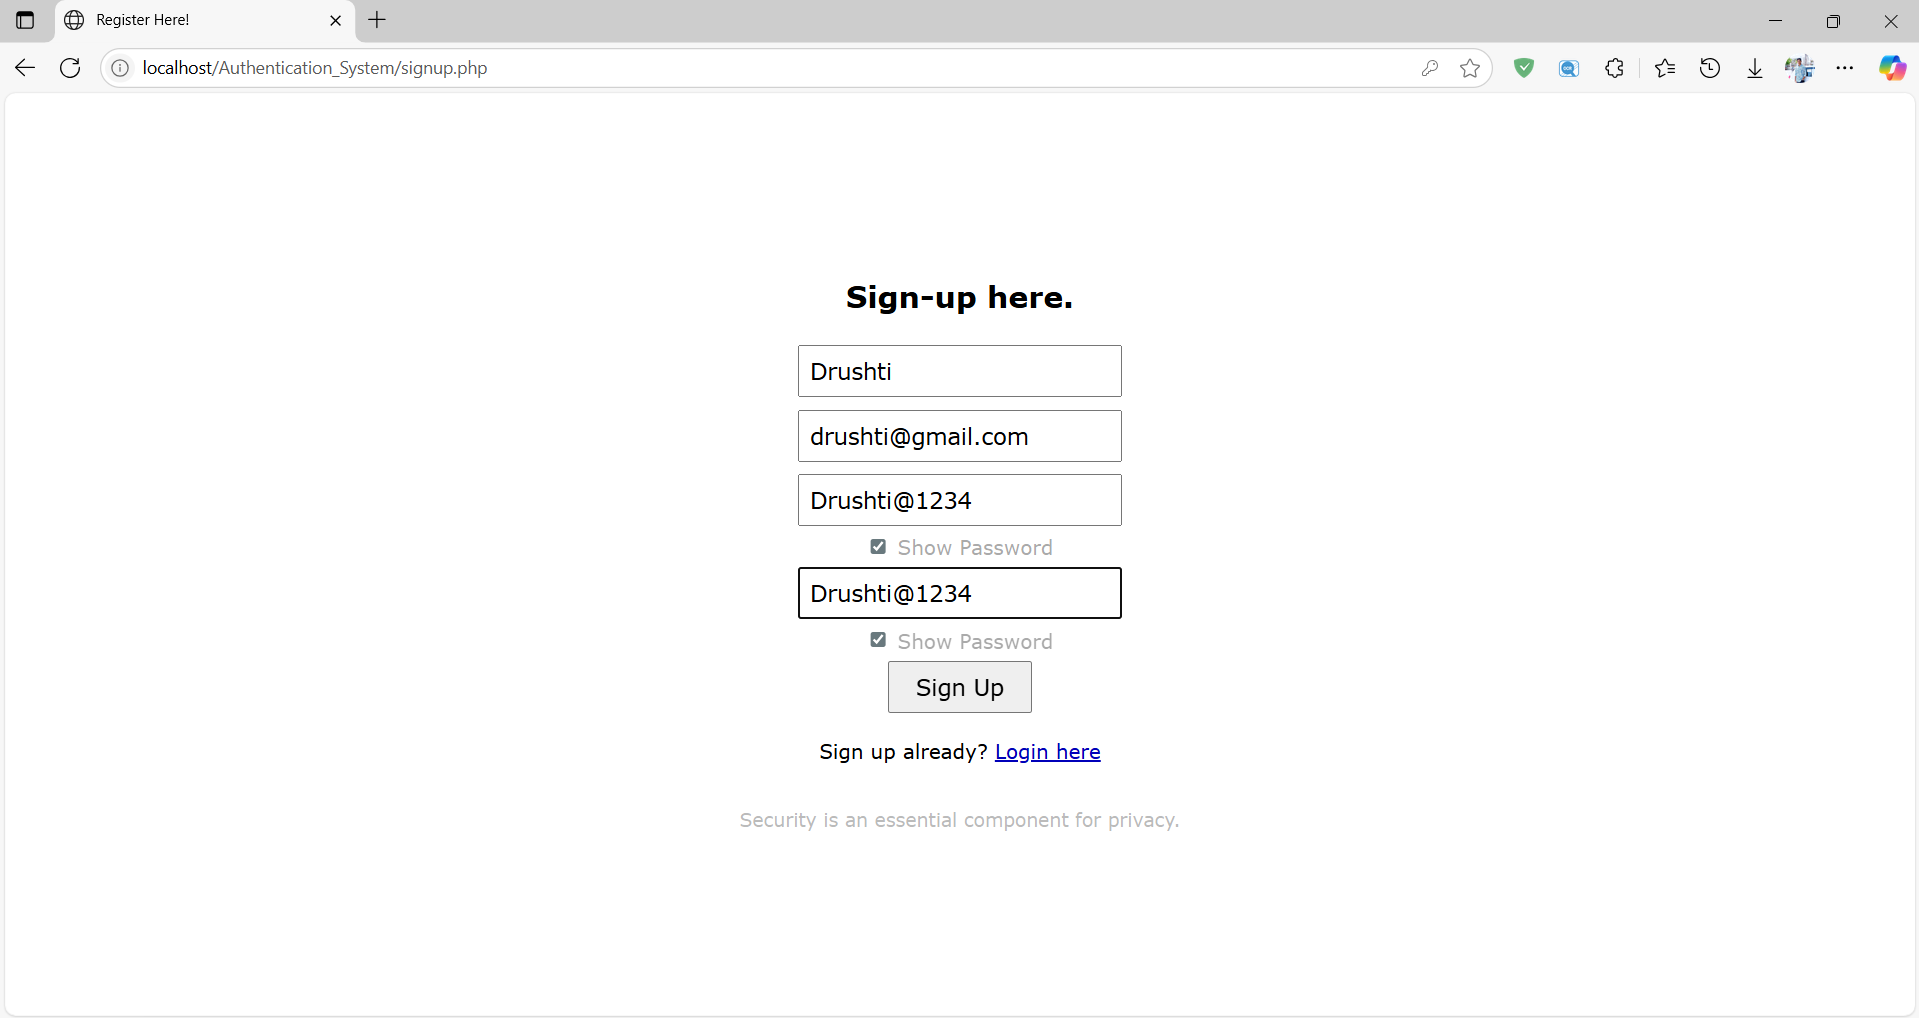 Register Here!
localhost/Authentication_System/signup.php
Sign-up here.
Drushti
drushti@gmail.com
Drushti@1234
Show Password
Drushti@1234
Show Password
Sign Up
Sign up already? Login here
Security is an essential component for privacy.